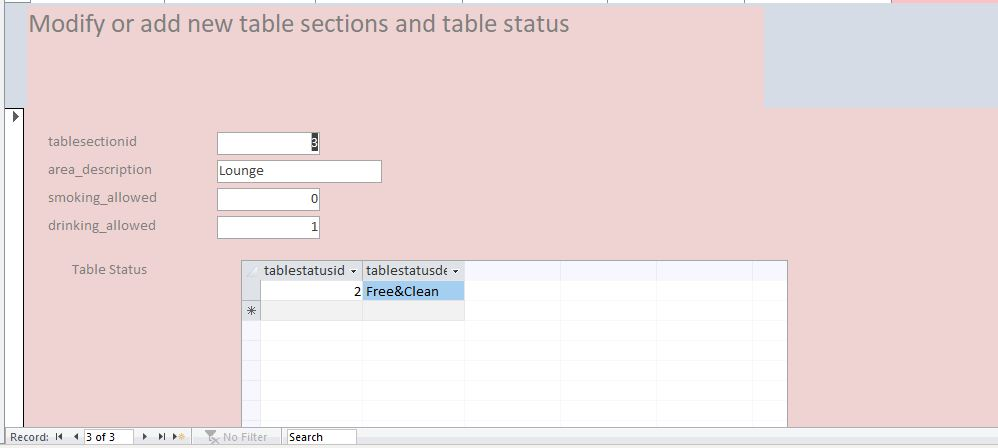 Modify or add new table sections and table status
tablesectionid 3
area_description Lounge
smoking_allowed 0
drinking_allowed 1
Table Status
tablestatusid tablestatusde
2 Free&Clean
Record: 3 of 3 No Filter Search